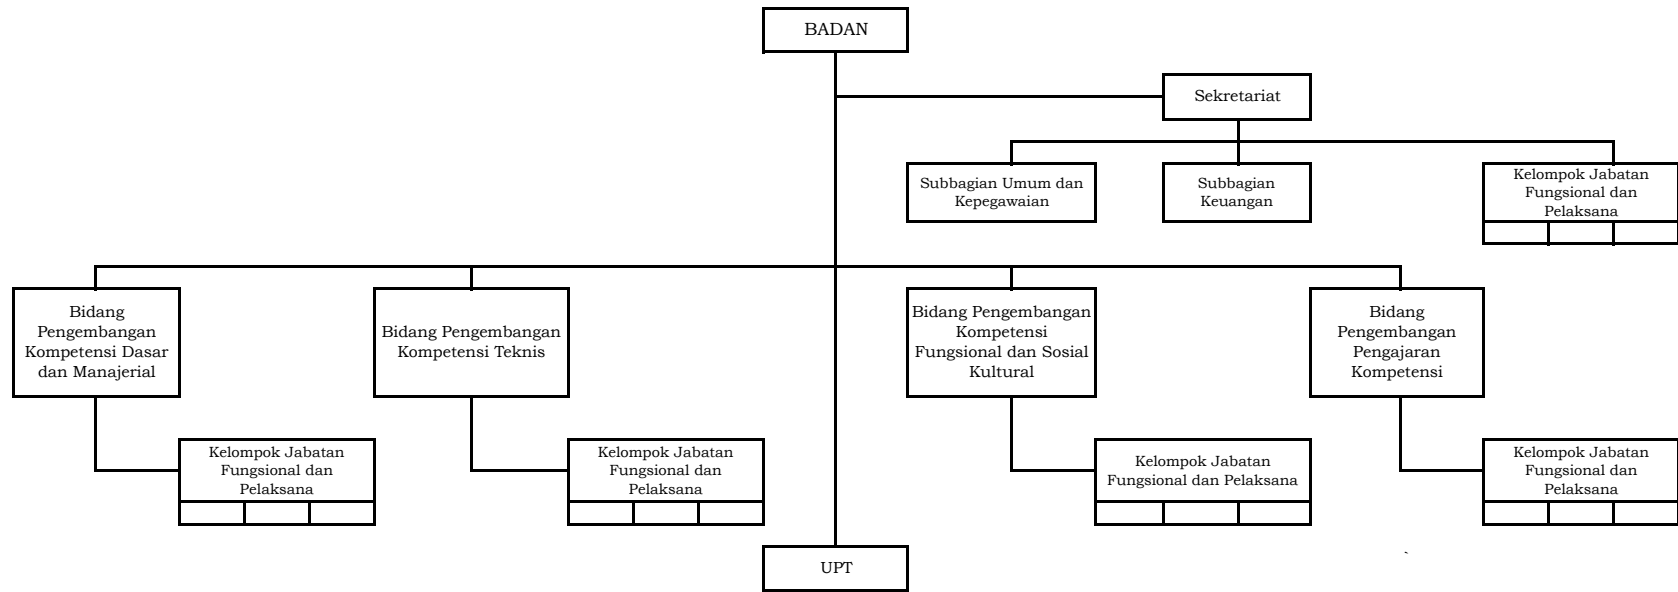 BADAN
Sekretariat
Subbagian Umum dan
Kepegawaian
Subbagian
Keuangan
Kelompok Jabatan
Fungsional dan
Pelaksana
Bidang
Pengembangan
Kompetensi Dasar
dan Manajerial
Bidang Pengembangan
Kompetensi Teknis
Bidang Pengembangan
Kompetensi
Fungsional dan Sosial
Kultural
Bidang
Pengembangan
Pengajaran
Kompetensi
Kelompok Jabatan
Fungsional dan
Pelaksana
Kelompok Jabatan
Fungsional dan
Pelaksana
Kelompok Jabatan
Fungsional dan Pelaksana
Kelompok Jabatan
Fungsional dan
Pelaksana
`
UPT